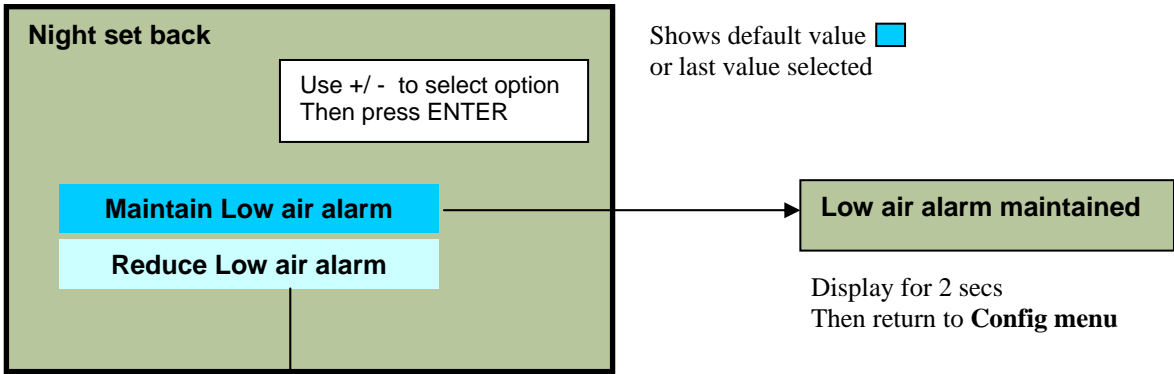 Night set back
Use +/ - to select option
Then press ENTER
Shows default value
or last value selected
Maintain Low air alarm
Reduce Low air alarm
Low air alarm maintained
Display for 2 secs
Then return to Config menu